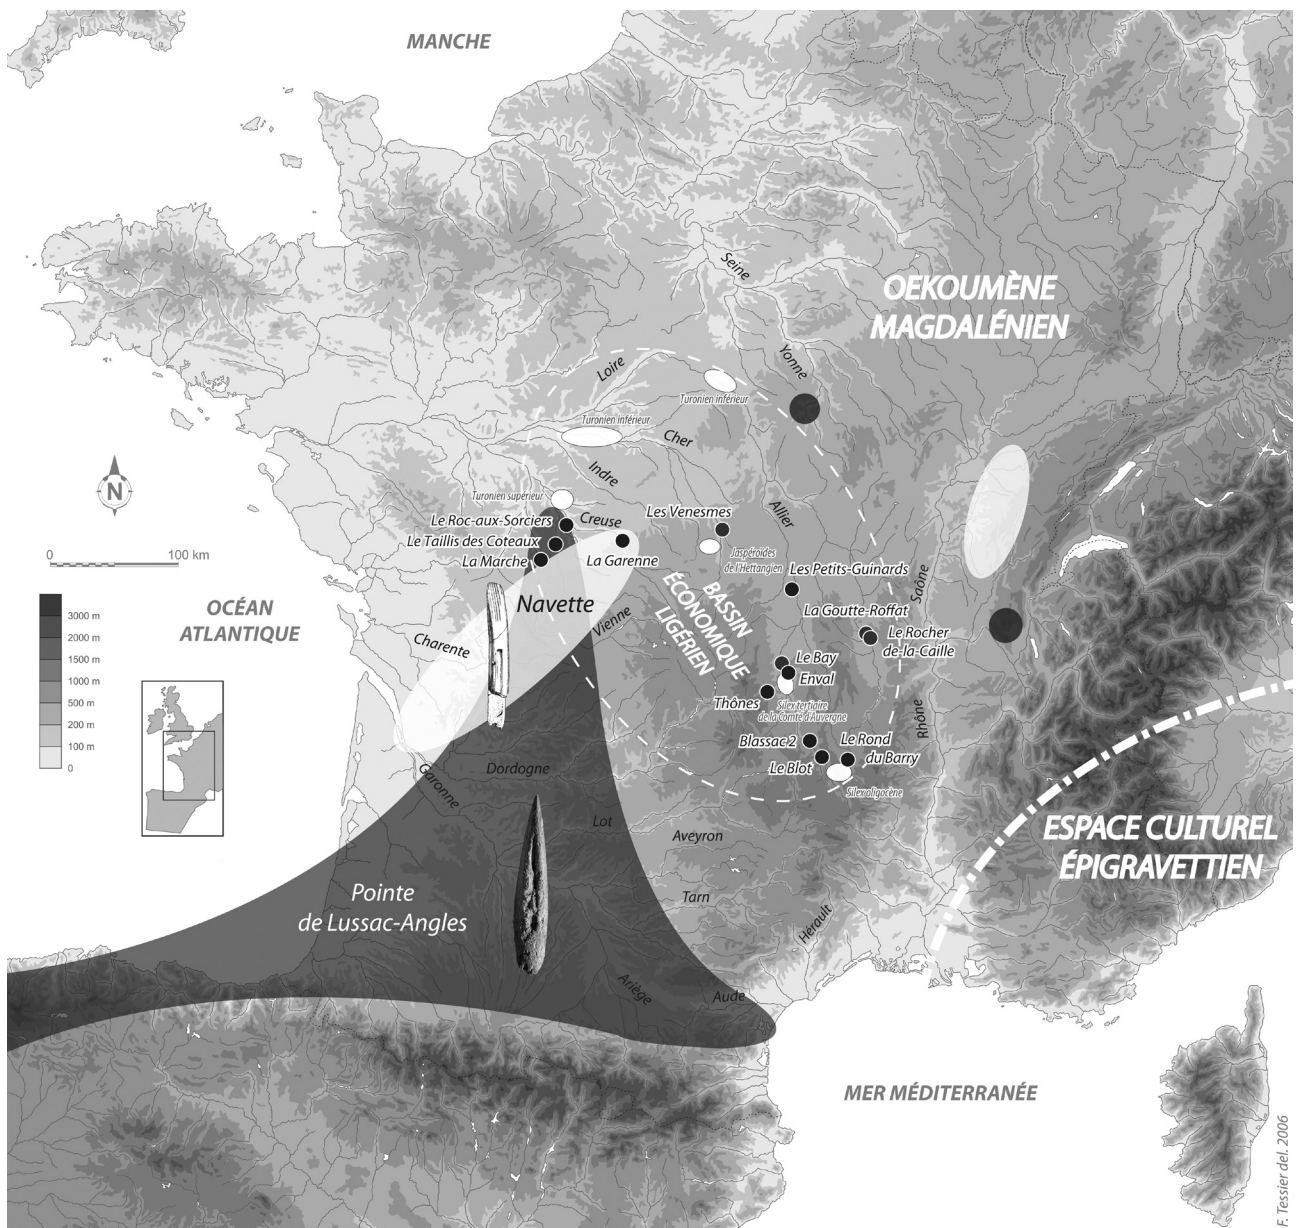 MANCHE
Seine
OEKOUMÈNE
MAGDALÉNIEN
Loire
Yonne
Turonien inférieur
Turonien inférieur
Cher
Indre
N
Turonien supérieur
Creuse
Les Venesmes
Allier
Le Roc-aux-Sorciers
Le Taillis des Coteaux
La Marche
La Garenne
Jaspéroïdes
de l'Hettangien
0
100 km
Les Petits-Guinards
Saône
OCÉAN
ATLANTIQUE
3000 m
2000 m
1500 m
1000 m
500 m
200 m
100 m
0
Navette
Vienne
BASSIN
ÉCONOMIQUE
LIGÉRIEN
La Goutte-Roffat
Le Rocher
de-la-Caille
Charente
Le Bay
Enval
Thônes
Silex tertiaire
de la Comté d'Auvergne
Rhône
Blassac 2
Le Rond
du Barry
Le Blot
Silex oligocène
Garonne
Dordogne
Lot
Aveyron
ESPACE CULTUREL
ÉPIGRAVETTIEN
Pointe
de Lussac-Angles
Tarn
Hérault
Ariège
Aude
MER MÉDITERRANÉE
F. Tessier del. 2006